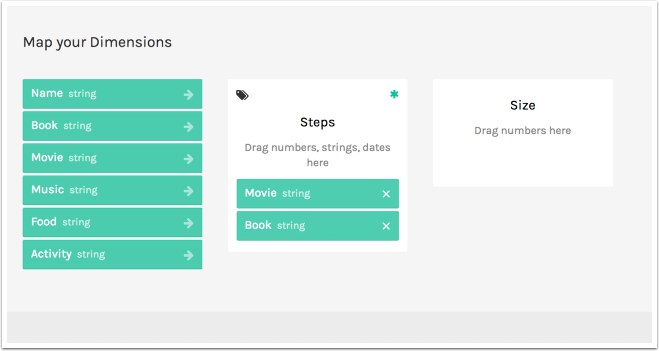 Map your Dimensions
Name string
Book string
Movie string
Music string
Food string
Activity string
Steps
Drag numbers, strings, dates
here
Movie string
Book string
Size
Drag numbers here